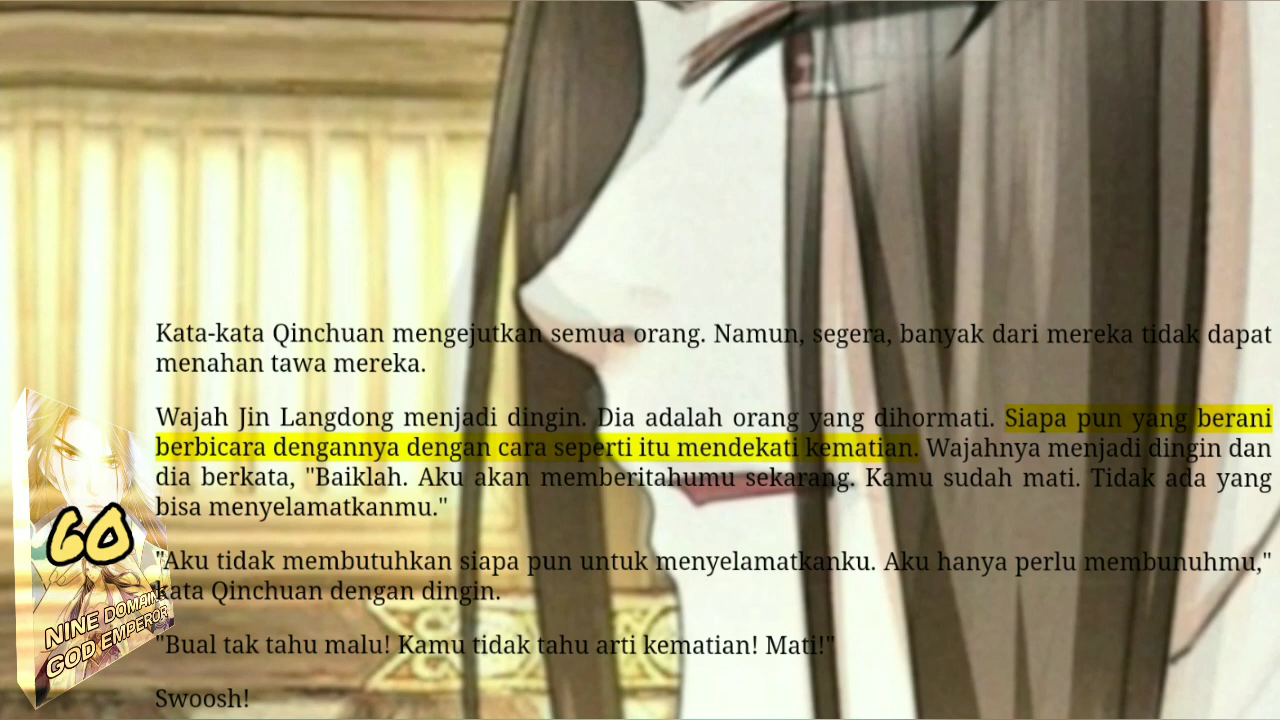 Kata-kata Qinchuan mengejutkan semua orang. Namun, segera, banyak dari mereka tidak dapat
menahan tawa mereka.
Wajah Jin Langdong menjadi dingin. Dia adalah orang yang dihormati. Siapa pun yang berani
berbicara dengannya dengan cara seperti itu mendekati kematian. Wajahnya menjadi dingin dan
dia berkata, "Baiklah. Aku akan memberitahumu sekarang. Kamu sudah mati. Tidak ada yang
bisa menyelamatkanmu."
"Aku tidak membutuhkan siapa pun untuk menyelamatkanku. Aku hanya perlu membunuhmu,"
kata Qinchuan dengan dingin.
"Bual tak tahu malu! Kamu tidak tahu arti kematian! Mati!"
Swoosh!
60
NINE DOMAINS
GOD EMPEROR